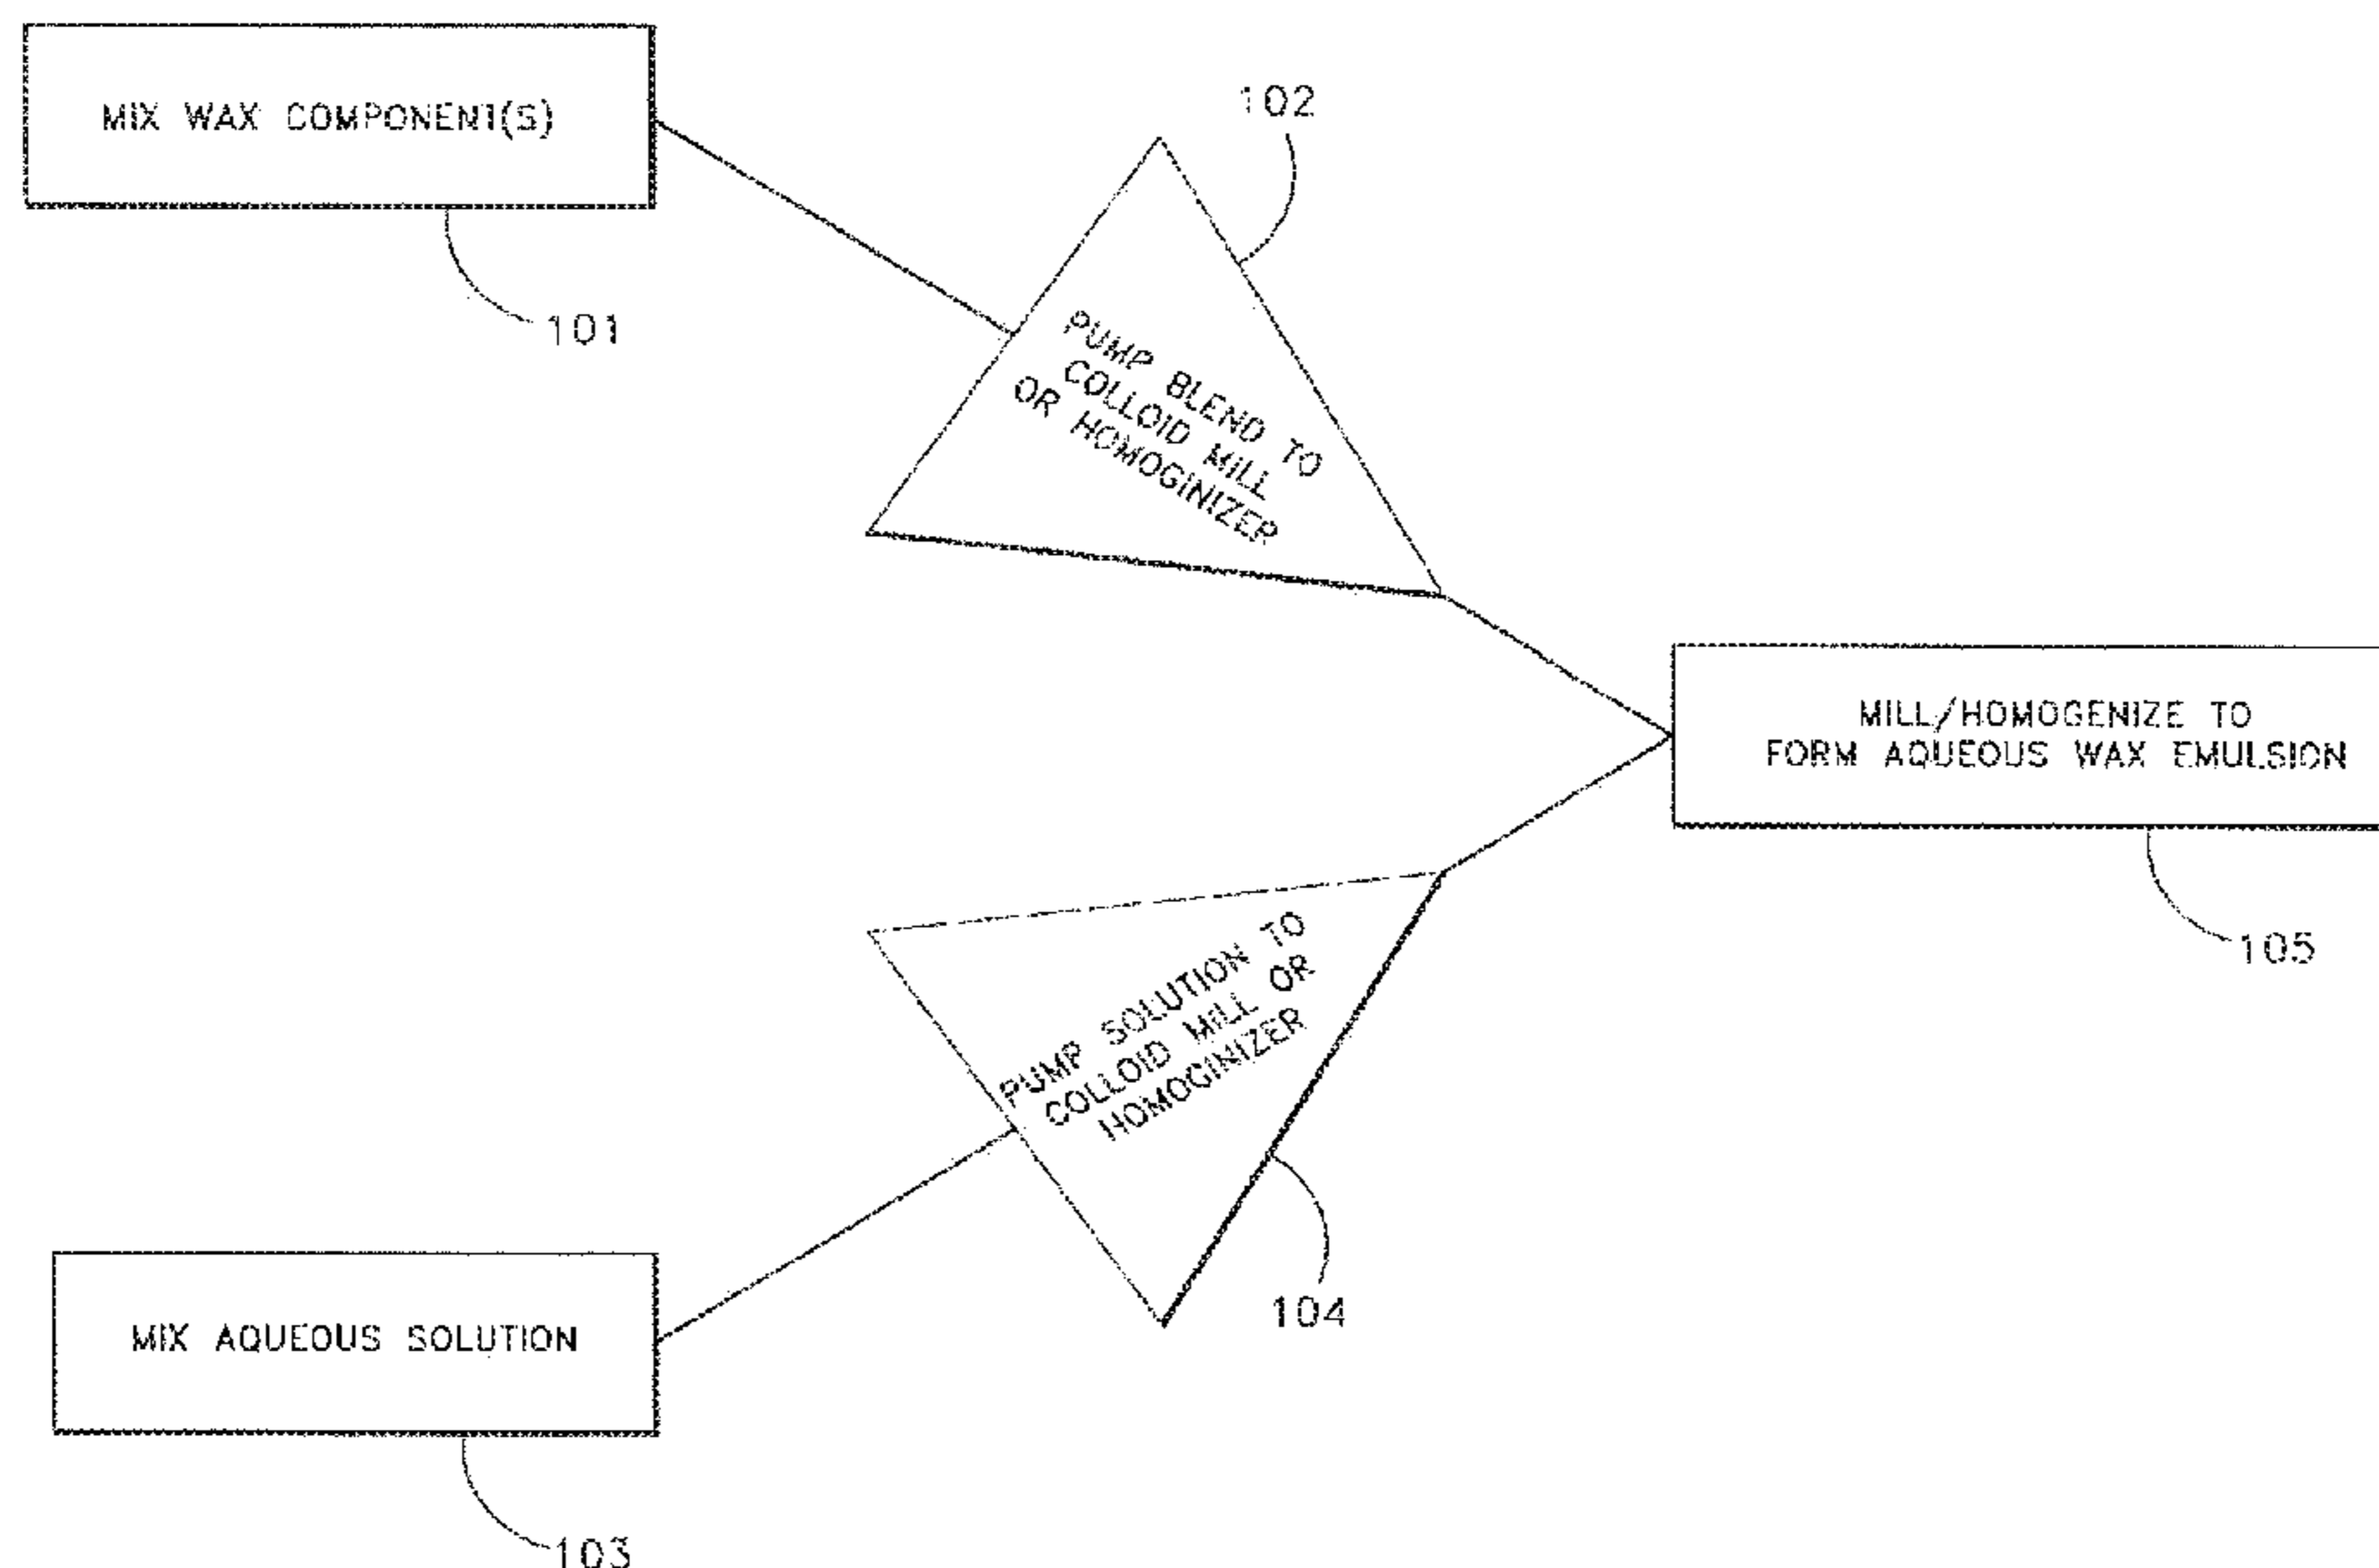 MIX WAX COMPONENT(S)
101
102
PUMP BLEND TO
COLLOID MILL
OR HOMOGINIZER
MILL/HOMOGENIZE TO
FORM AQUEOUS WAX EMULSION
105
PUMP SOLUTION TO
COLLOID MILL OR
HOMOGINIZER
104
MIX AQUEOUS SOLUTION
103